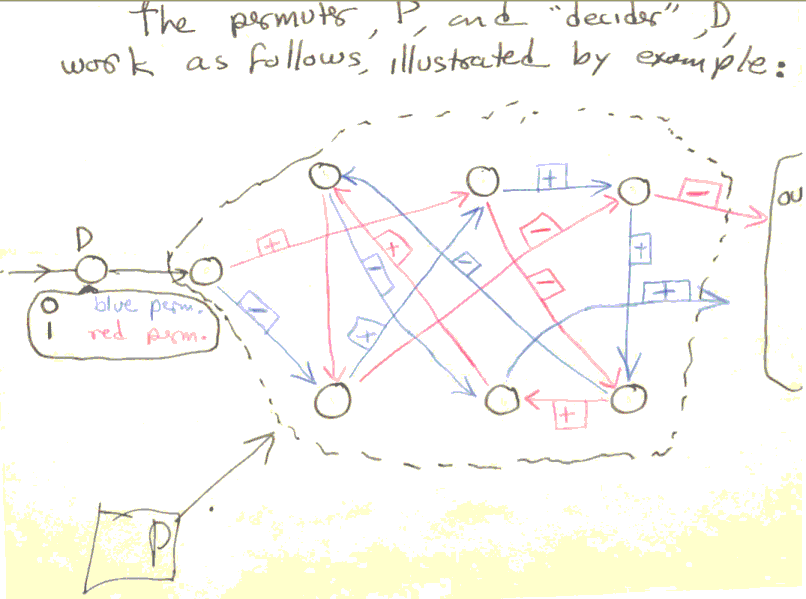 The permuter, P, and "decider", D,
work as follows, illustrated by example:
+
-
+
-
+
-
-
+
-
+
-
+
+
D
0 blue perm.
1 red perm.
ou
P